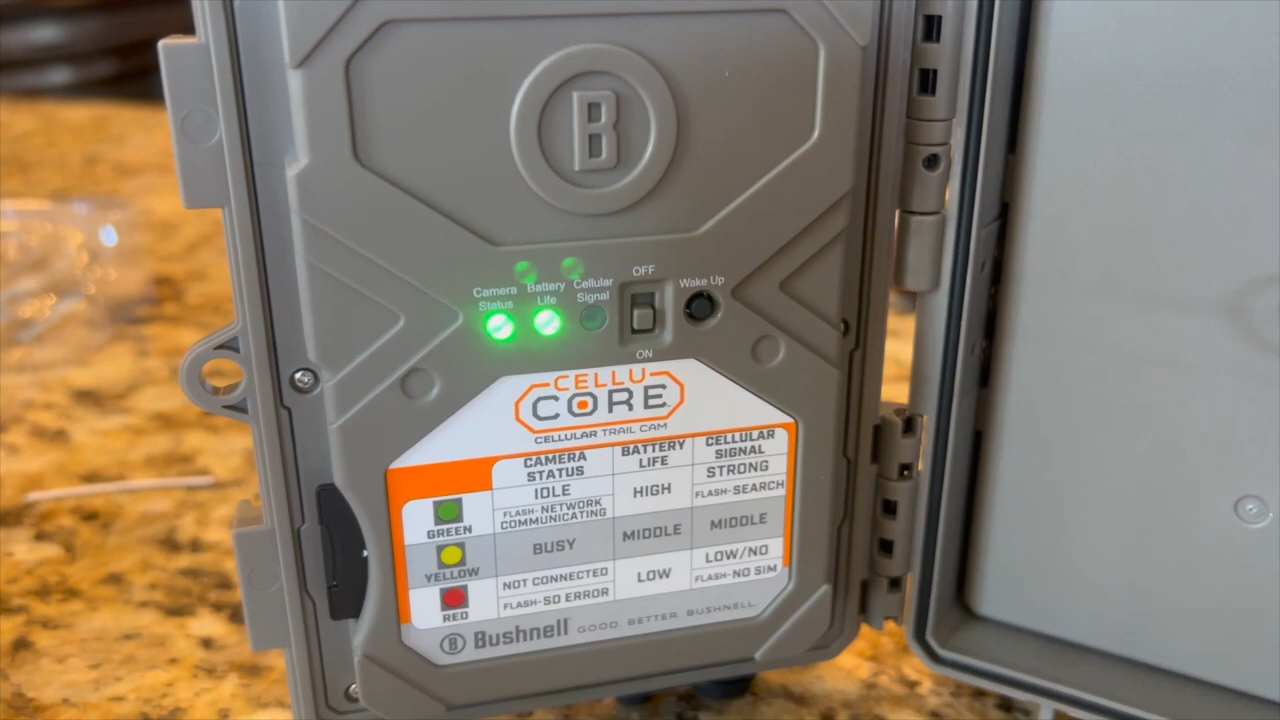 B
OFF
Camera Status
Battery Life
Cellular Signal
Wake Up
ON
CELLU
CORE
CELLULAR TRAIL CAM
CAMERA STATUS
BATTERY LIFE
CELLULAR SIGNAL
GREEN
IDLE
FLASH-NETWORK COMMUNICATING
HIGH
STRONG
FLASH-SEARCH
YELLOW
BUSY
MIDDLE
MIDDLE
RED
NOT CONNECTED
FLASH-SD ERROR
LOW
LOW/NO
FLASH-NO SIM
B Bushnell GOOD. BETTER. BUSHNELL.